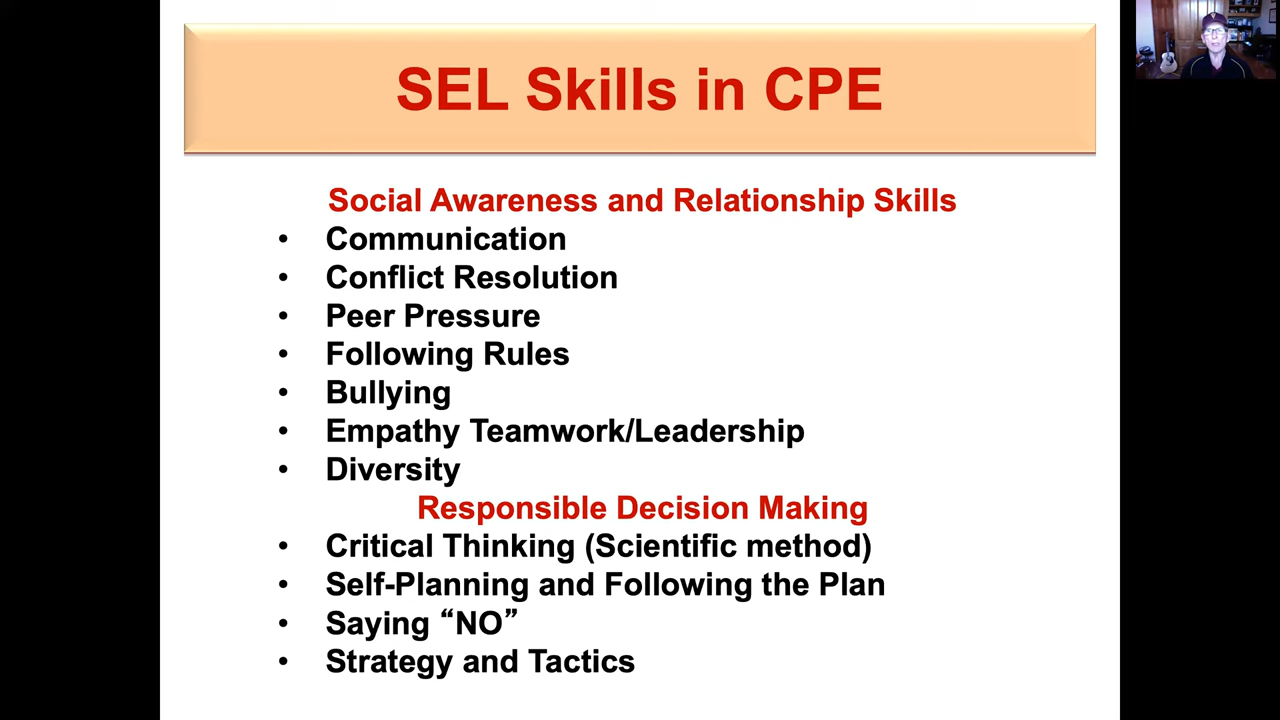 SEL Skills in CPE
Social Awareness and Relationship Skills
• Communication
• Conflict Resolution
• Peer Pressure
• Following Rules
• Bullying
• Empathy Teamwork/Leadership
• Diversity
Responsible Decision Making
• Critical Thinking (Scientific method)
• Self-Planning and Following the Plan
• Saying “NO”
• Strategy and Tactics